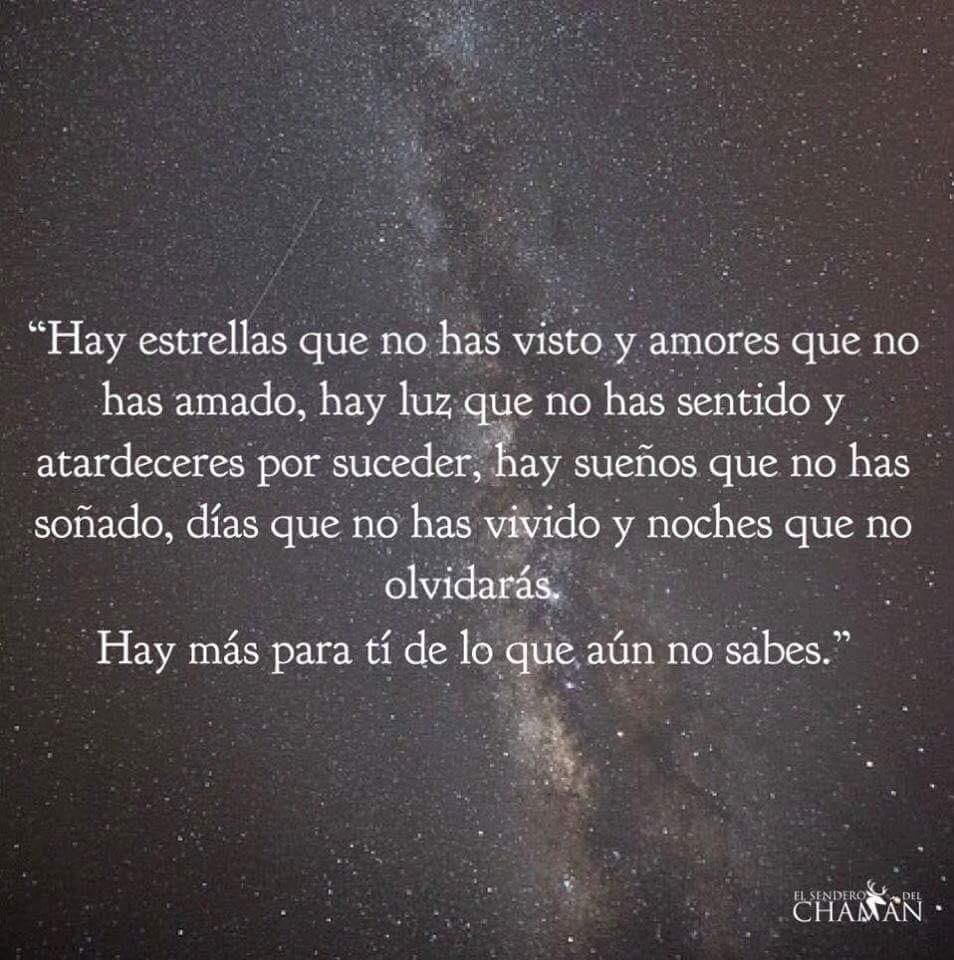 “Hay estrellas que no has visto y amores que no
has amado, hay luz que no has sentido y
atardeceres por suceder, hay sueños que no has
soñado, días que no has vivido y noches que no
olvidarás.
Hay más para tí de lo que aún no sabes.”
EL SENDERO DEL
CHAMAN